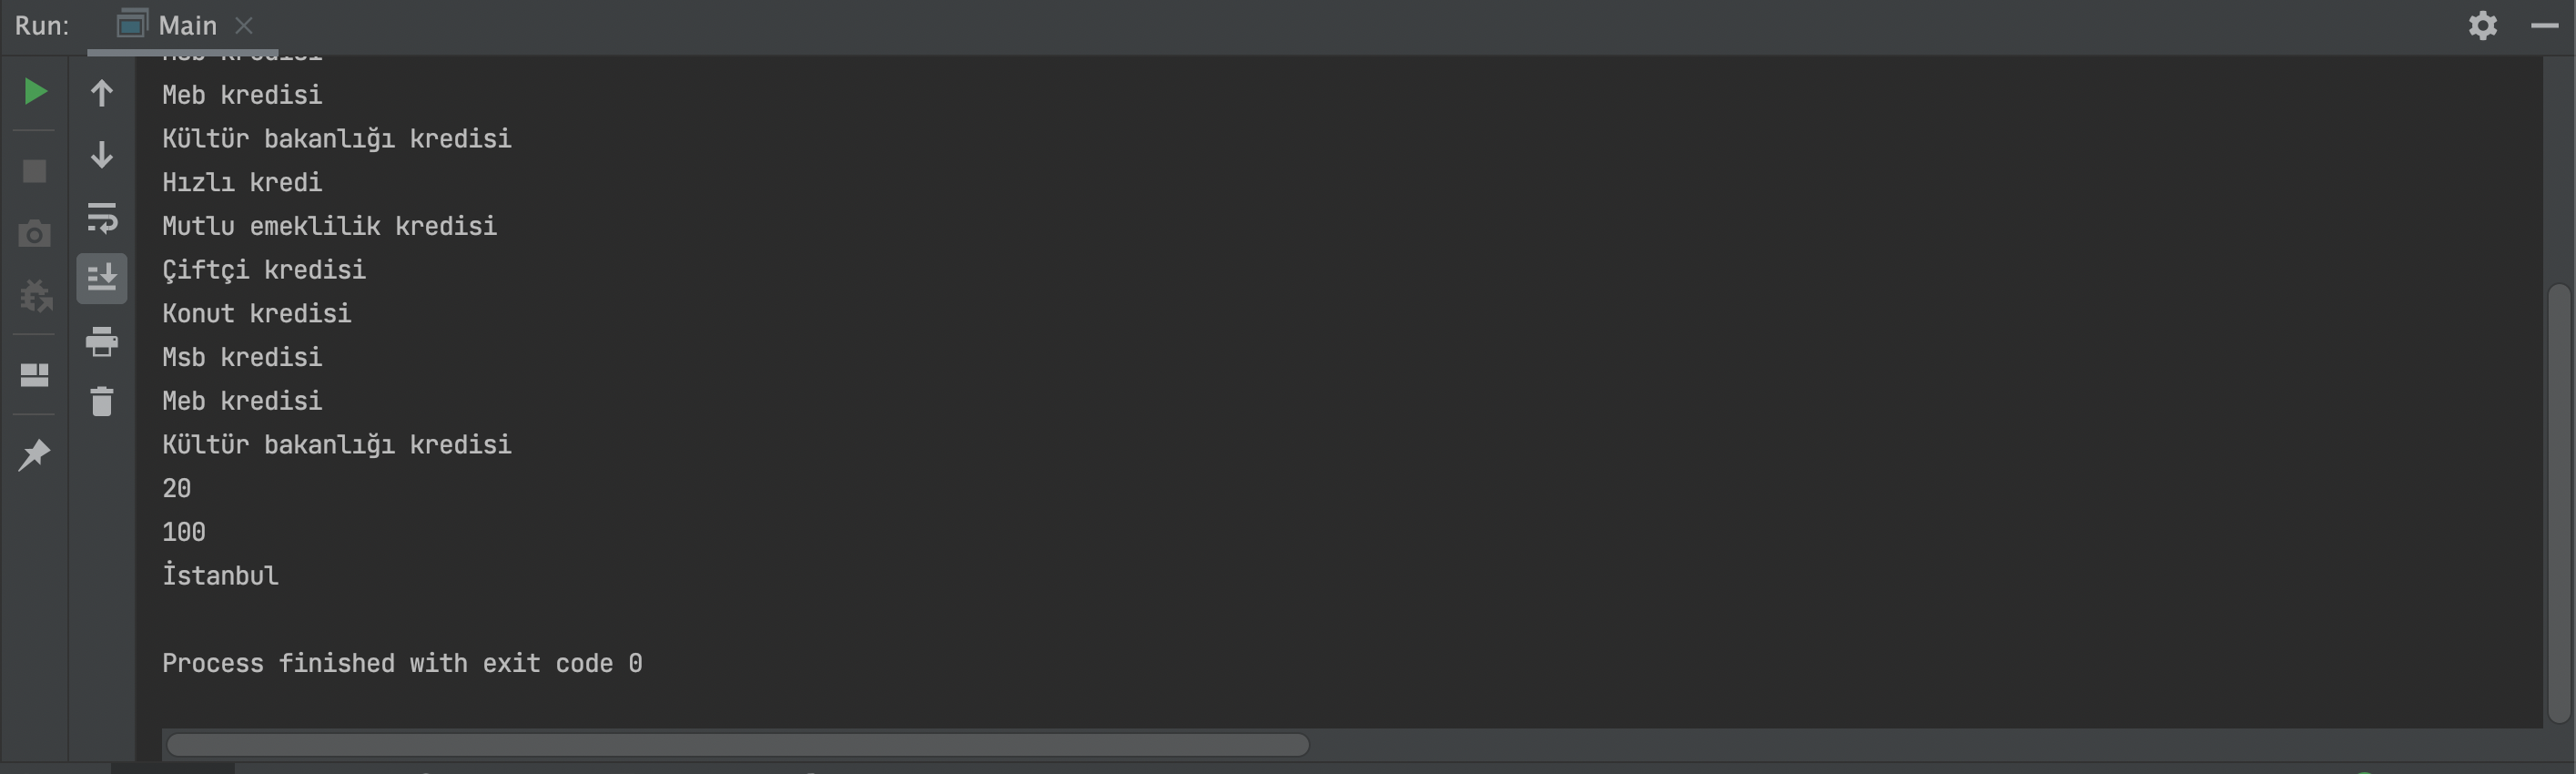 Run: Main
Meb kredisi
Kültür bakanlığı kredisi
Hızlı kredi
Mutlu emeklilik kredisi
Çiftçi kredisi
Konut kredisi
Msb kredisi
Meb kredisi
Kültür bakanlığı kredisi
20
100
İstanbul
Process finished with exit code 0